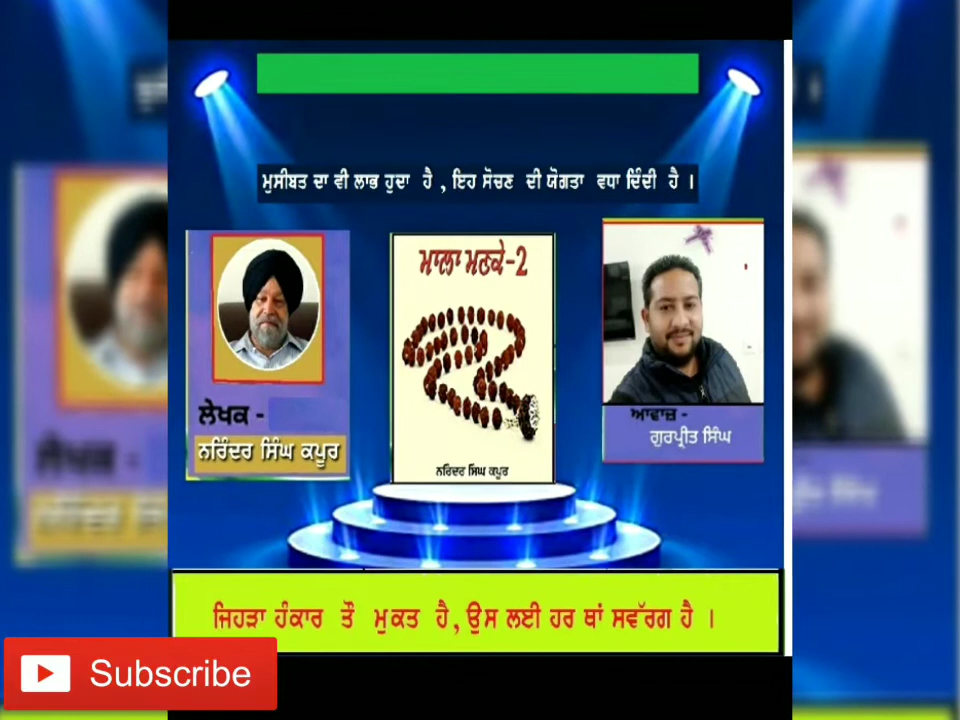 ਮੁਸੀਬਤ ਦਾ ਵੀ ਲਾਭ ਹੁਦਾ ਹੈ , ਇਹ ਸੋਚਣ ਦੀ ਯੋਗਤਾ ਵਧਾ ਦਿੰਦੀ ਹੈ ।
ਮਾਲਾ ਮਣਕੇ-2
ਲੇਖਕ -
ਨਰਿੰਦਰ ਸਿੰਘ ਕਪੂਰ
ਨਰਿੰਦਰ ਸਿੰਘ ਕਪੂਰ
ਆਵਾਜ਼ -
ਗੁਰਪ੍ਰੀਤ ਸਿੰਘ
ਜਿਹੜਾ ਹੰਕਾਰ ਤੌਂ ਮੁਕਤ ਹੈ, ਉਸ ਲਈ ਹਰ ਥਾਂ ਸਵੱਰਗ ਹੈ ।
Subscribe